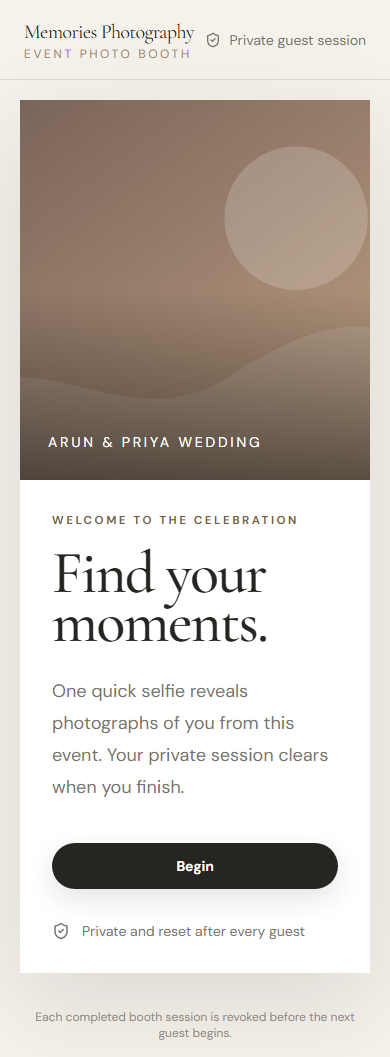 Memories Photography
EVENT PHOTO BOOTH
Private guest session
ARUN & PRIYA WEDDING
WELCOME TO THE CELEBRATION
Find your
moments.
One quick selfie reveals
photographs of you from this
event. Your private session clears
when you finish.
Begin
Private and reset after every guest
Each completed booth session is revoked before the next
guest begins.